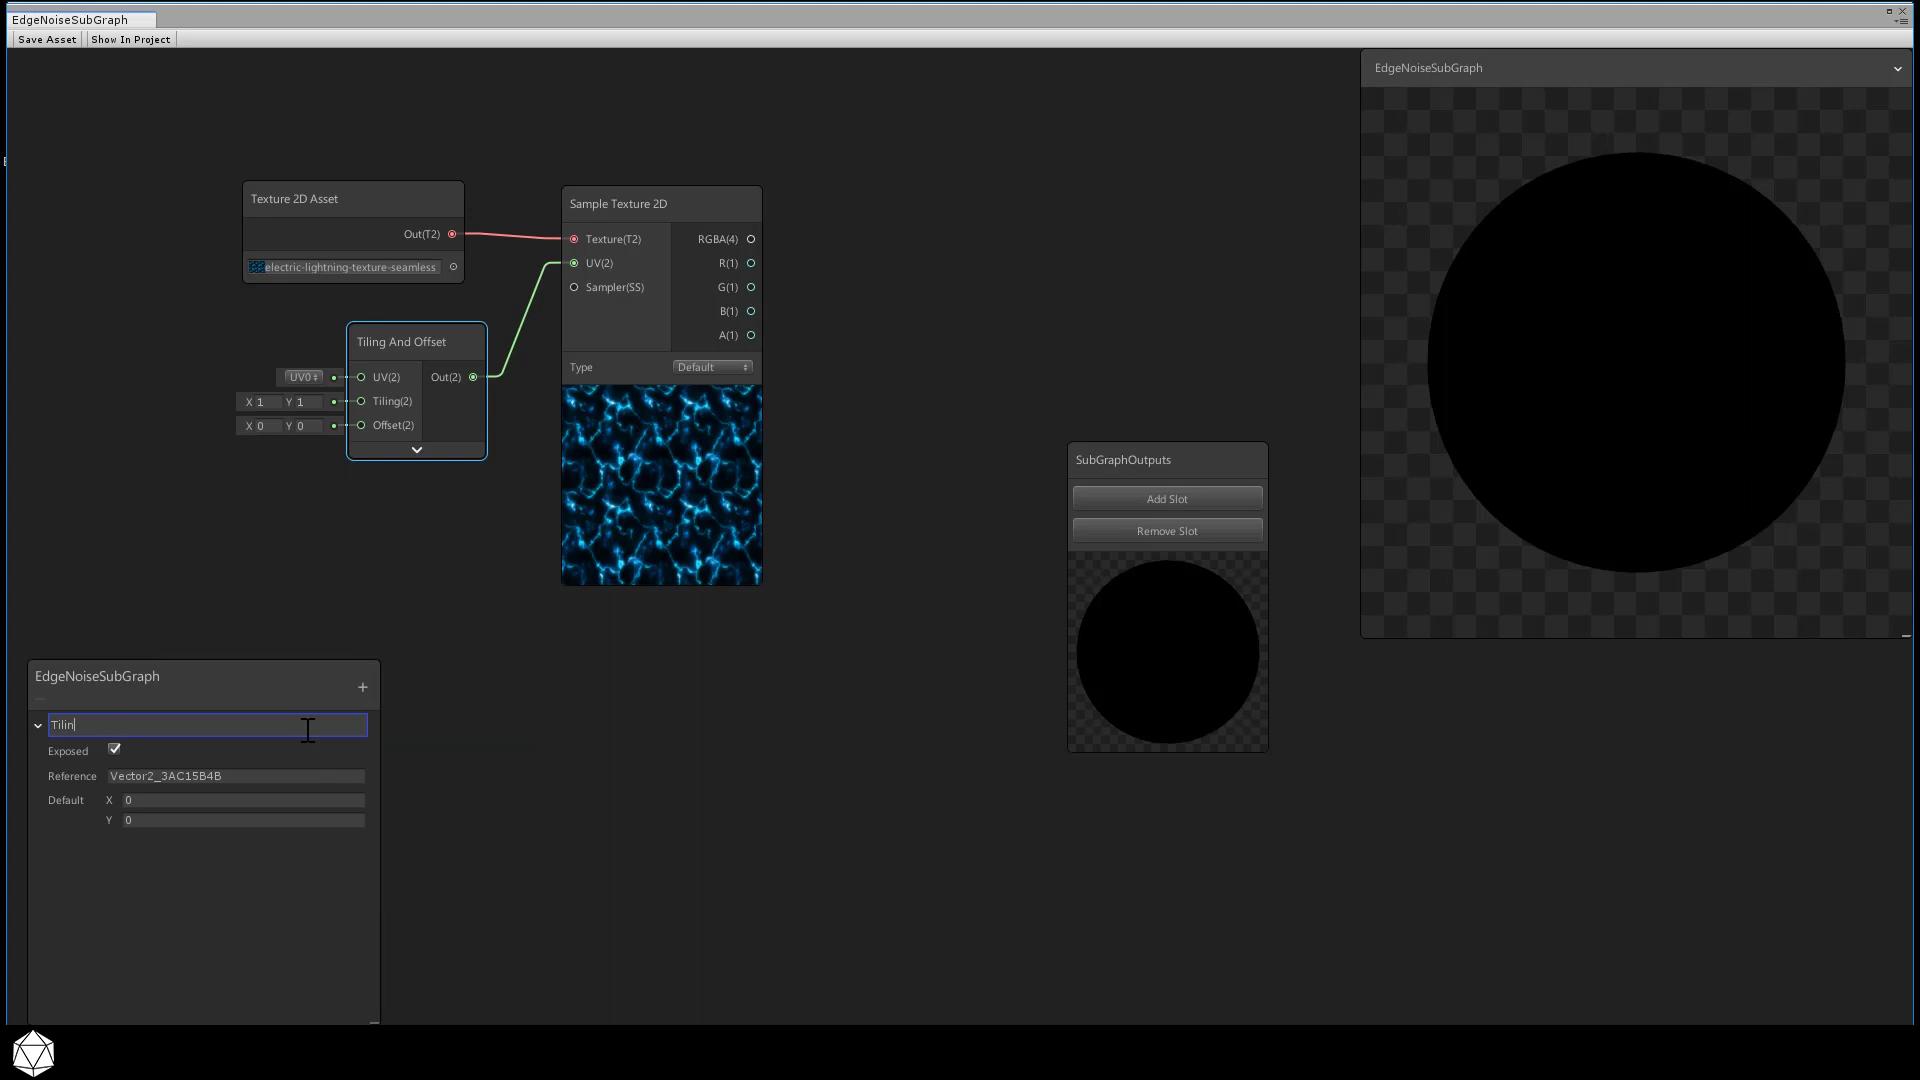 EdgeNoiseSubGraph
Save Asset
Show In Project
EdgeNoiseSubGraph
Texture 2D Asset
Out(T2)
electric-lightning-texture-seamless
Sample Texture 2D
Texture(T2)
RGBA(4)
UV(2)
R(1)
Sampler(SS)
G(1)
B(1)
A(1)
Type
Default
Tiling And Offset
UV0
UV(2)
Out(2)
X 1 Y 1
Tiling(2)
X 0 Y 0
Offset(2)
SubGraphOutputs
Add Slot
Remove Slot
EdgeNoiseSubGraph
+
Tilin
Exposed
Reference Vector2_3AC15B4B
Default X 0
Y 0